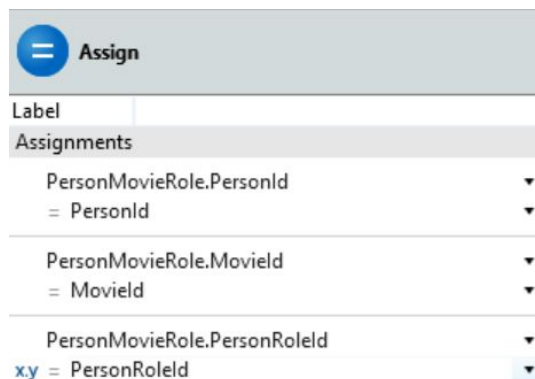 Assign
Label
Assignments
PersonMovieRole.PersonId
= PersonId
PersonMovieRole.MovieId
= MovieId
PersonMovieRole.PersonRoleId
x.y = PersonRoleId